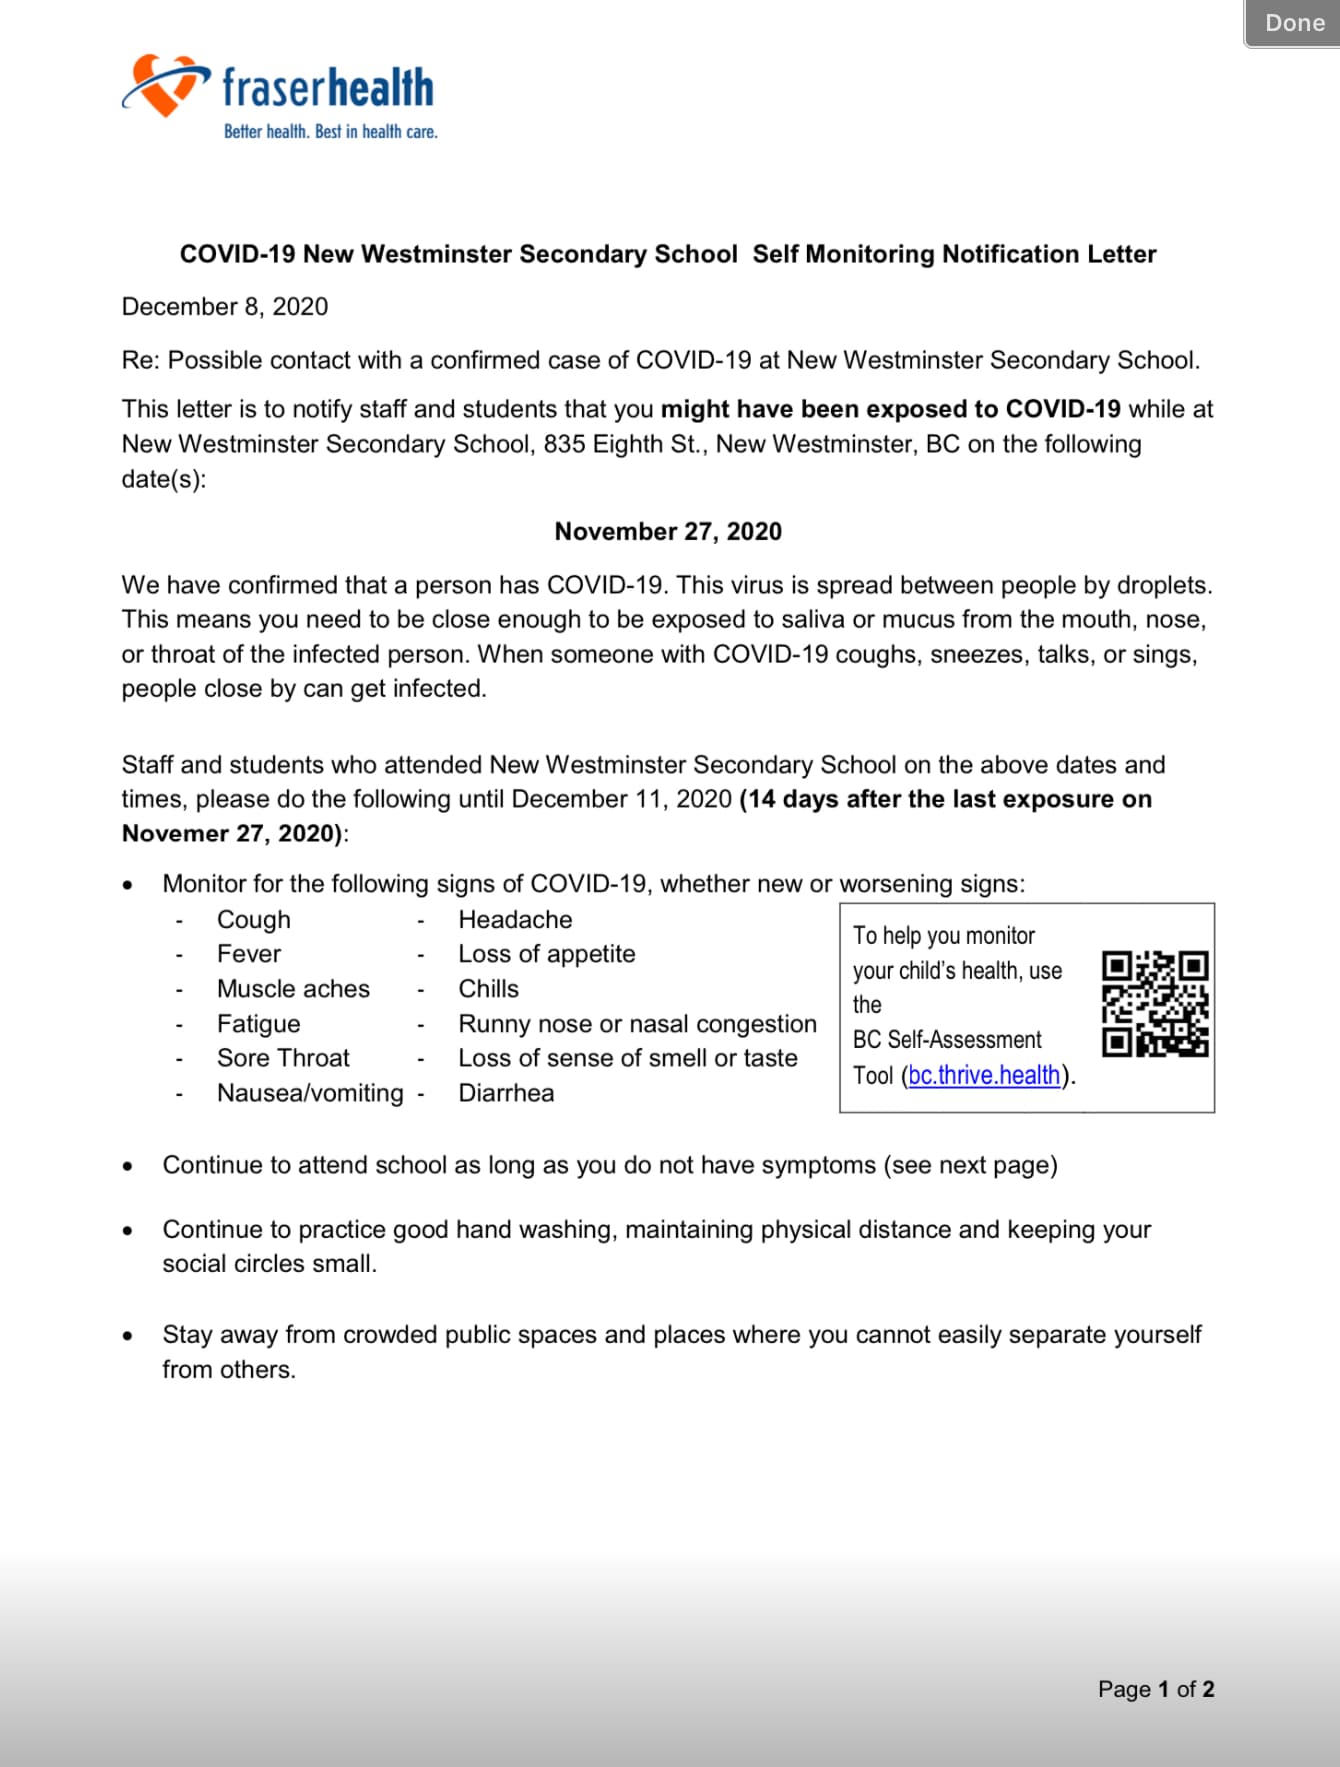 Done
fraserhealth
Better health. Best in health care.
COVID-19 New Westminster Secondary School  Self Monitoring Notification Letter
December 8, 2020
Re: Possible contact with a confirmed case of COVID-19 at New Westminster Secondary School.
This letter is to notify staff and students that you might have been exposed to COVID-19 while at
New Westminster Secondary School, 835 Eighth St., New Westminster, BC on the following
date(s):
November 27, 2020
We have confirmed that a person has COVID-19. This virus is spread between people by droplets.
This means you need to be close enough to be exposed to saliva or mucus from the mouth, nose,
or throat of the infected person. When someone with COVID-19 coughs, sneezes, talks, or sings,
people close by can get infected.
Staff and students who attended New Westminster Secondary School on the above dates and
times, please do the following until December 11, 2020 (14 days after the last exposure on
Novemer 27, 2020):
• Monitor for the following signs of COVID-19, whether new or worsening signs:
- Cough - Headache
- Fever - Loss of appetite
- Muscle aches - Chills
- Fatigue - Runny nose or nasal congestion
- Sore Throat - Loss of sense of smell or taste
- Nausea/vomiting - Diarrhea
To help you monitor
your child's health, use
the
BC Self-Assessment
Tool (bc.thrive.health).
• Continue to attend school as long as you do not have symptoms (see next page)
• Continue to practice good hand washing, maintaining physical distance and keeping your
social circles small.
• Stay away from crowded public spaces and places where you cannot easily separate yourself
from others.
Page 1 of 2